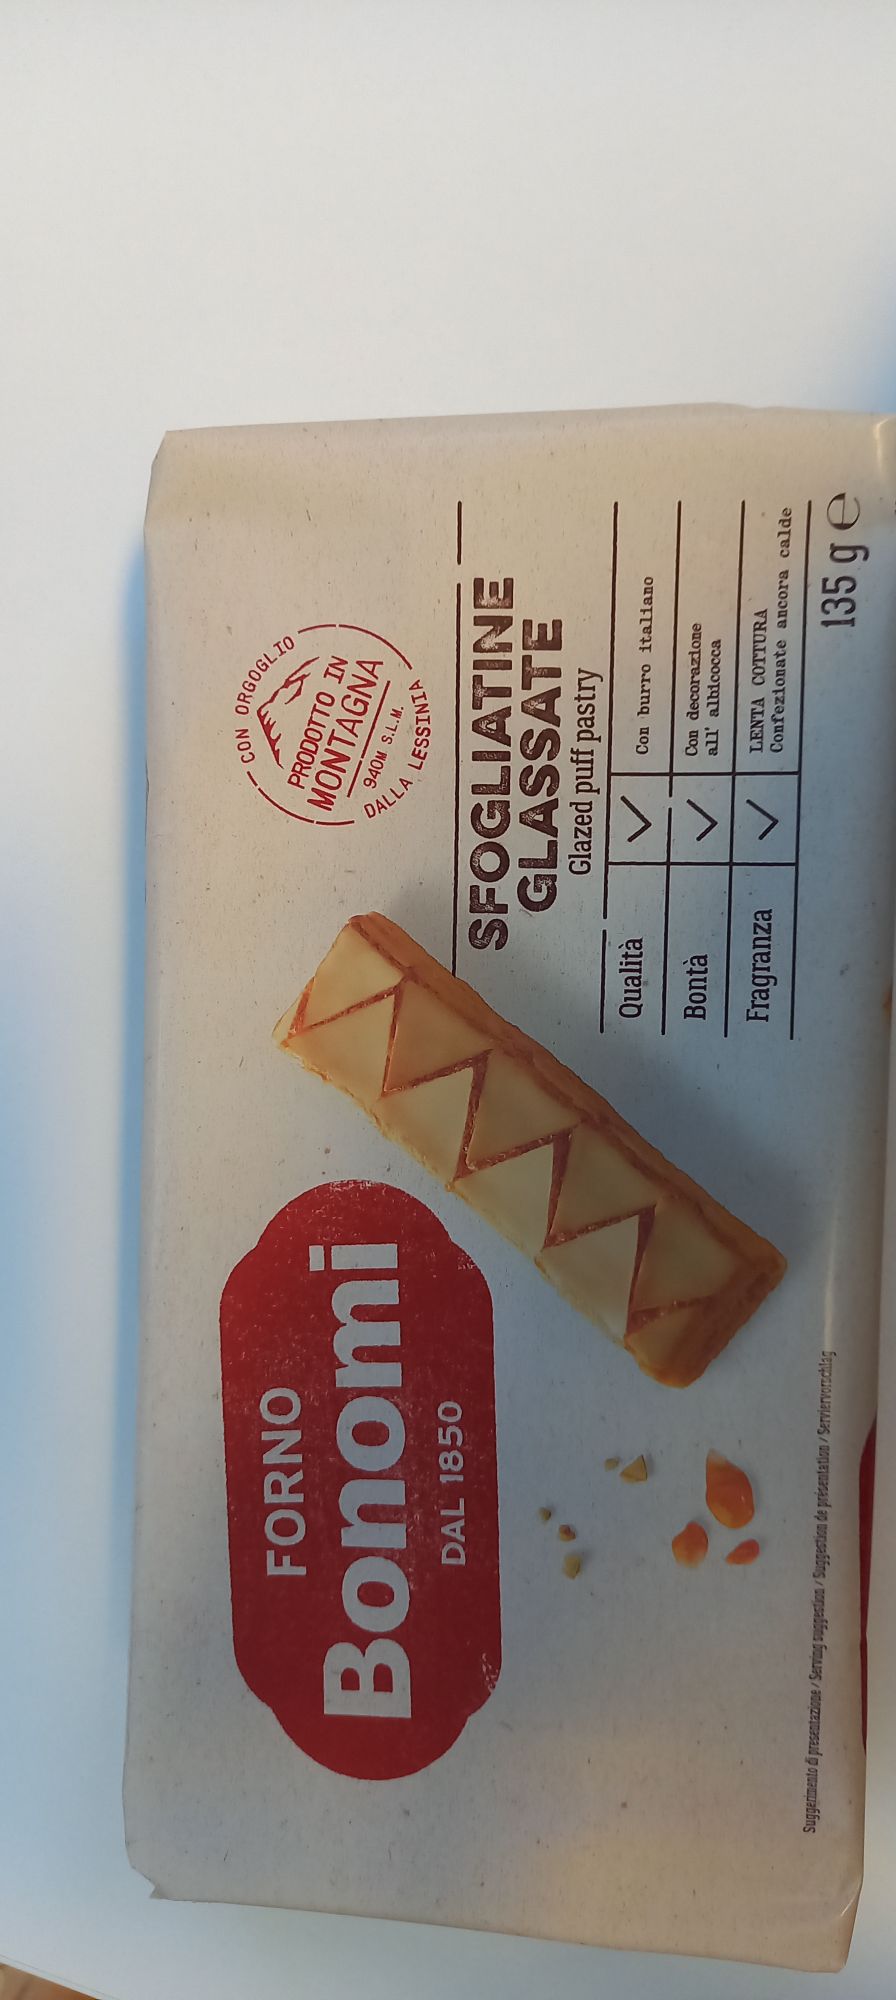 FORNO
Bonomi
DAL 1850
CON ORGOGLIO
PRODOTTO IN
MONTAGNA
940M S.L.M.
DALLA LESSINIA
SFOGLIATINE
GLASSATE
Glazed puff pastry
Qualità ✓ Con burro italiano
Bontà ✓ Con decorazione
all' albicocca
Fragranza ✓ LENTA COTTURA
Confezionate ancora calde
135 g ℮
Suggerimento di presentazione / Serving suggestion / Suggestion de présentation / Serviervorschlag